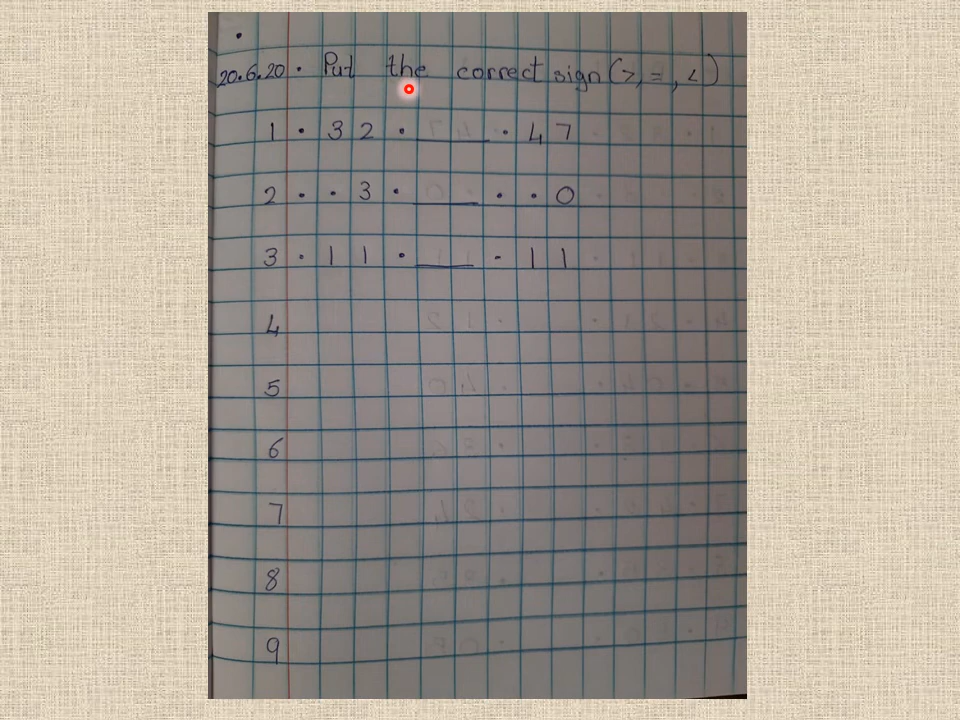 20.6.20. Put the correct sign (>, =, <)
1. 32. ___ . 47
2. . 3. ___ . . 0
3. 11. ___ . 11
4
5
6
7
8
9